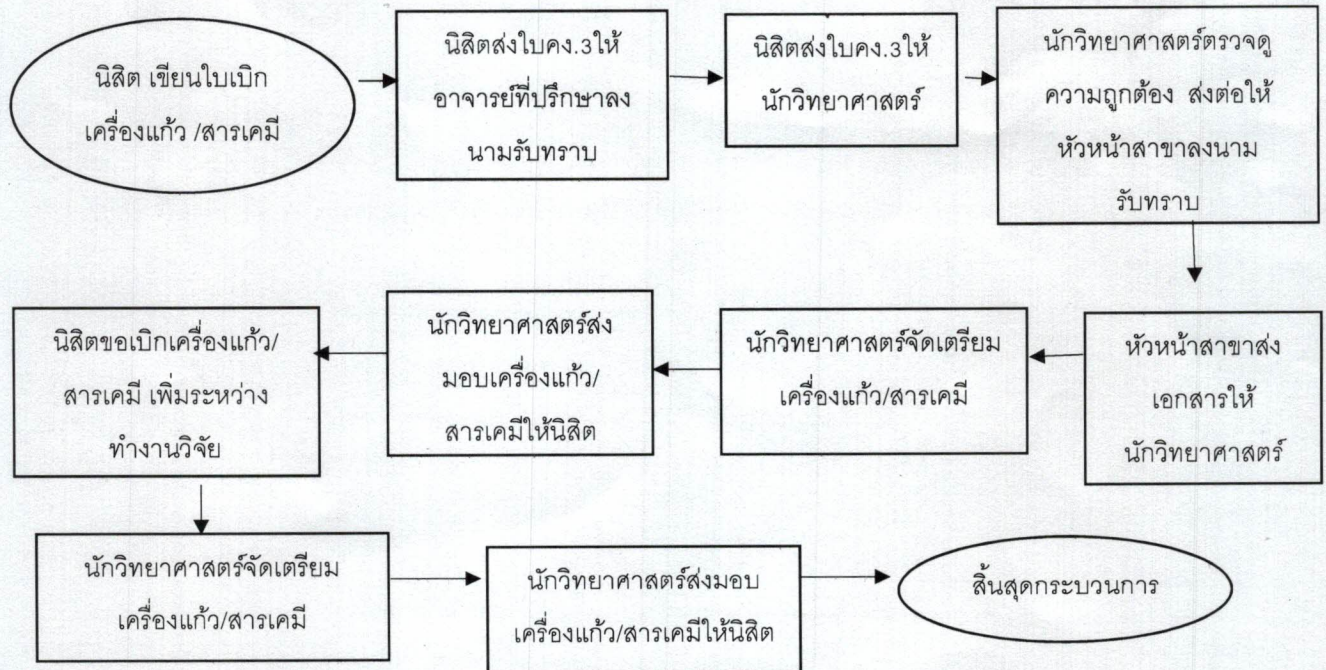 นิสิต เขียนใบเบิก
เครื่องแก้ว /สารเคมี
นิสิตส่งใบคง.3ให้
อาจารย์ที่ปรึกษาลง
นามรับทราบ
นิสิตส่งใบคง.3ให้
นักวิทยาศาสตร์
นักวิทยาศาสตร์ตรวจดู
ความถูกต้อง ส่งต่อให้
หัวหน้าสาขาลงนาม
รับทราบ
หัวหน้าสาขาส่ง
เอกสารให้
นักวิทยาศาสตร์
นักวิทยาศาสตร์จัดเตรียม
เครื่องแก้ว/สารเคมี
นักวิทยาศาสตร์ส่ง
มอบเครื่องแก้ว/
สารเคมีให้นิสิต
นิสิตขอเบิกเครื่องแก้ว/
สารเคมี เพิ่มระหว่าง
ทำงานวิจัย
นักวิทยาศาสตร์จัดเตรียม
เครื่องแก้ว/สารเคมี
นักวิทยาศาสตร์ส่งมอบ
เครื่องแก้ว/สารเคมีให้นิสิต
สิ้นสุดกระบวนการ